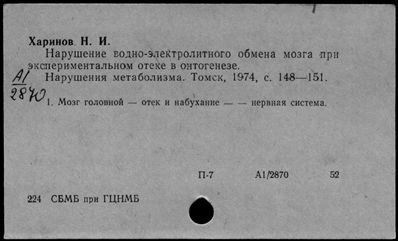 Харинов Н. И.
Нарушение водно-электролитного обмена мозга при
экспериментальном отеке в онтогенезе.
А1
2870
Нарушения метаболизма. Томск, 1974, с. 148—151.
1. Мозг головной — отек и набухание — — нервная система.
П-7 А1/2870 52
224 СБМБ при ГЦНМБ